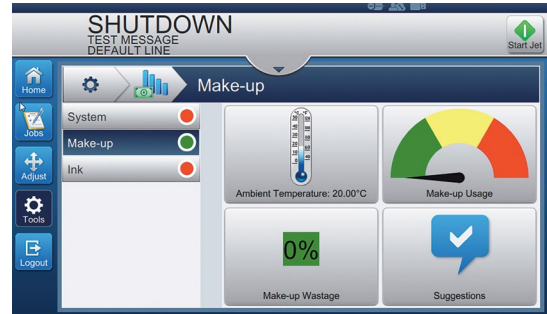 SHUTDOWN
TEST MESSAGE
DEFAULT LINE
Start Jet
Home
Jobs
Adjust
Tools
Logout
Make-up
System
Make-up
Ink
Ambient Temperature: 20.00°C
Make-up Usage
0%
Make-up Wastage
Suggestions